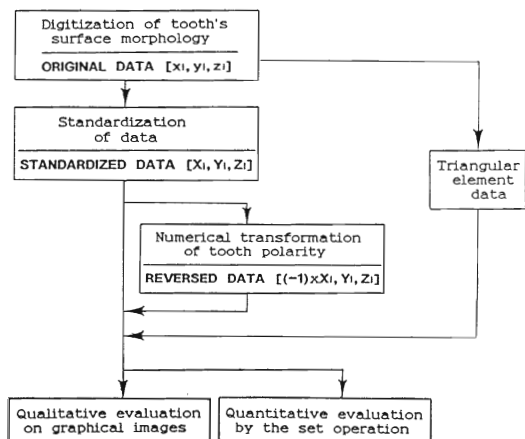 Digitization of tooth's
surface morphology
ORIGINAL DATA [xI, yI, zI]
Standardization
of data
STANDARDIZED DATA [XI, YI, ZI]
Triangular
element
data
Numerical transformation
of tooth polarity
REVERSED DATA [(-1)xXI, YI, ZI]
Qualitative evaluation
on graphical images
Quantitative evaluation
by the set operation